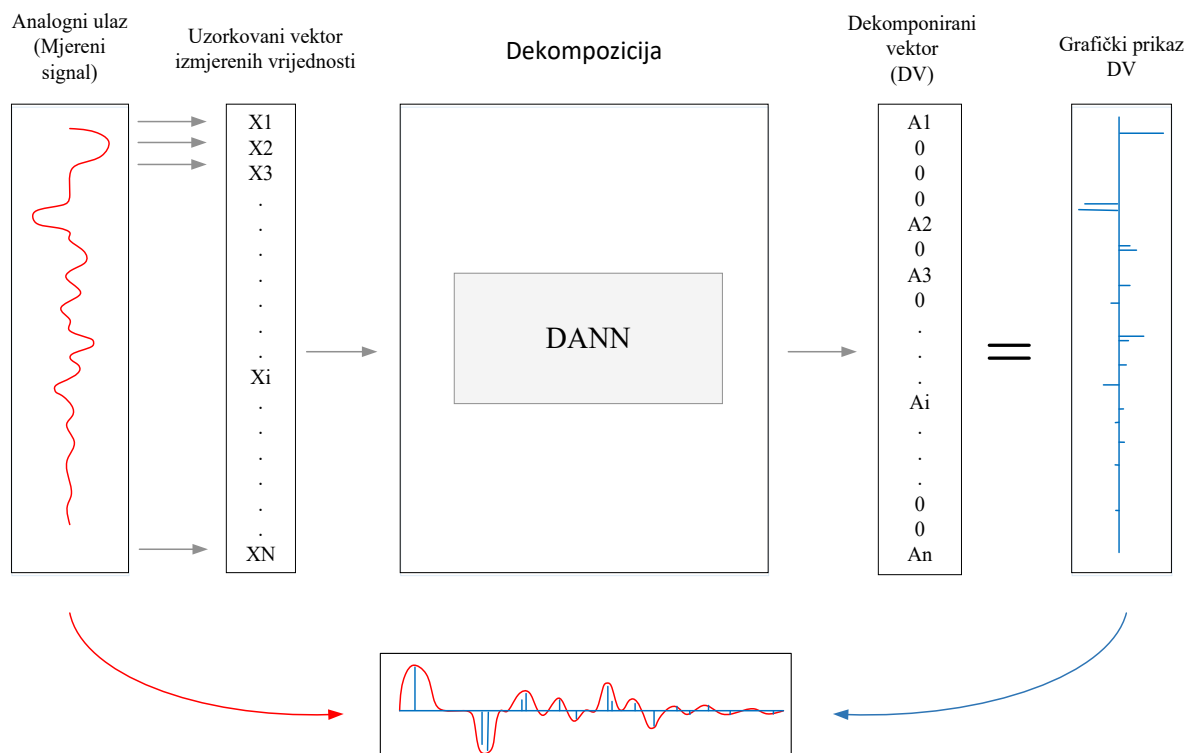 Analogni ulaz
(Mjereni
signal)
Uzorkovani vektor
izmjerenih vrijednosti
Dekompozicija
Dekomponirani
vektor
(DV)
Grafički prikaz
DV
X1
X2
X3
.
.
.
.
.
.
.
Xi
.
.
.
.
.
.
XN
DANN
A1
0
0
0
A2
0
A3
0
.
.
.
Ai
.
.
.
0
0
An
=